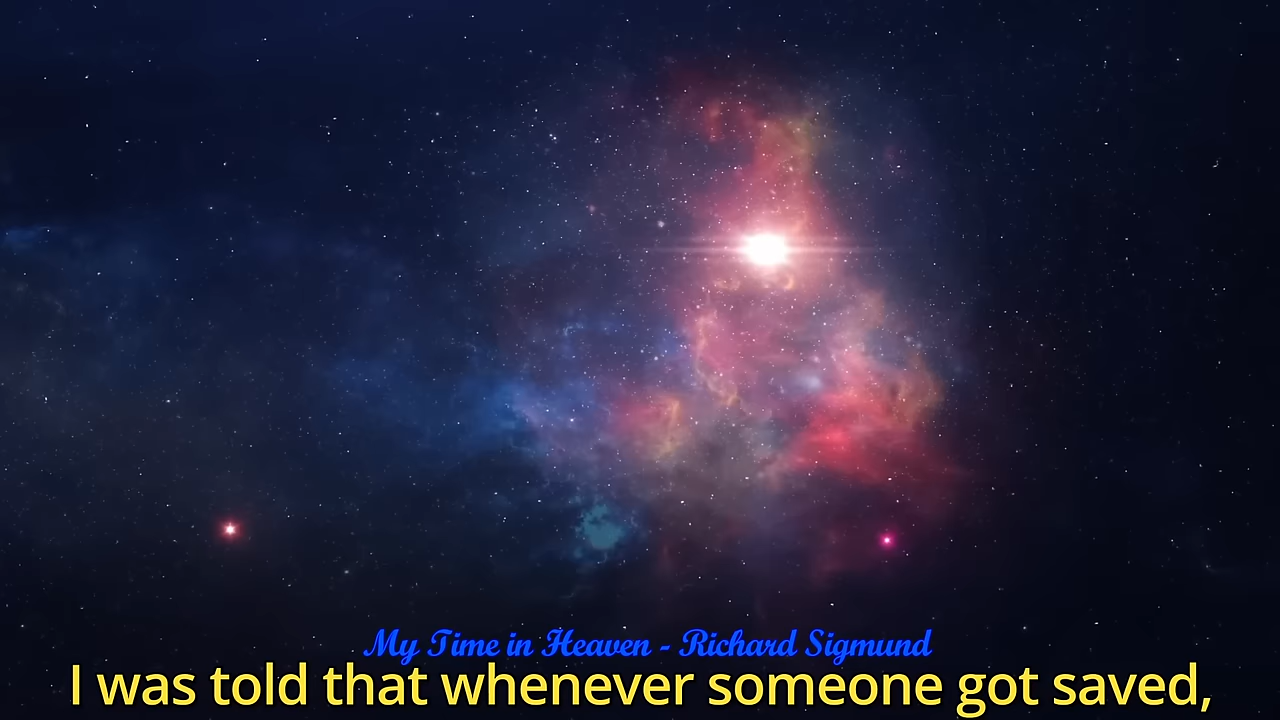 My Time in Heaven - Richard Sigmund
I was told that whenever someone got saved,